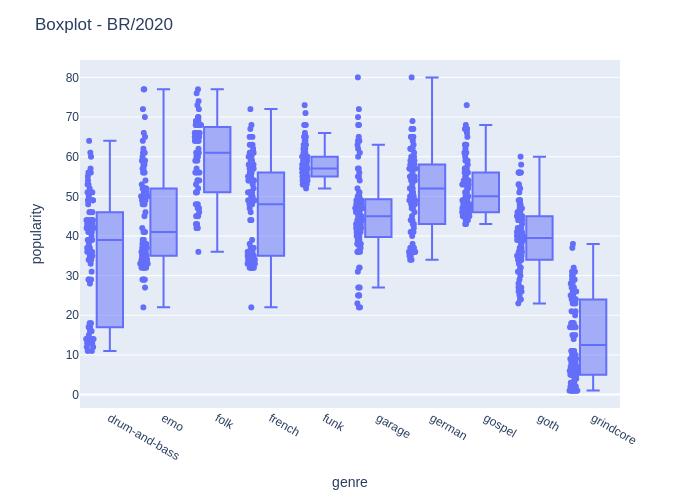 Boxplot - BR/2020
popularity
80
70
60
50
40
30
20
10
0
drum-and-bass
emo
folk
french
funk
garage
german
gospel
goth
grindcore
genre